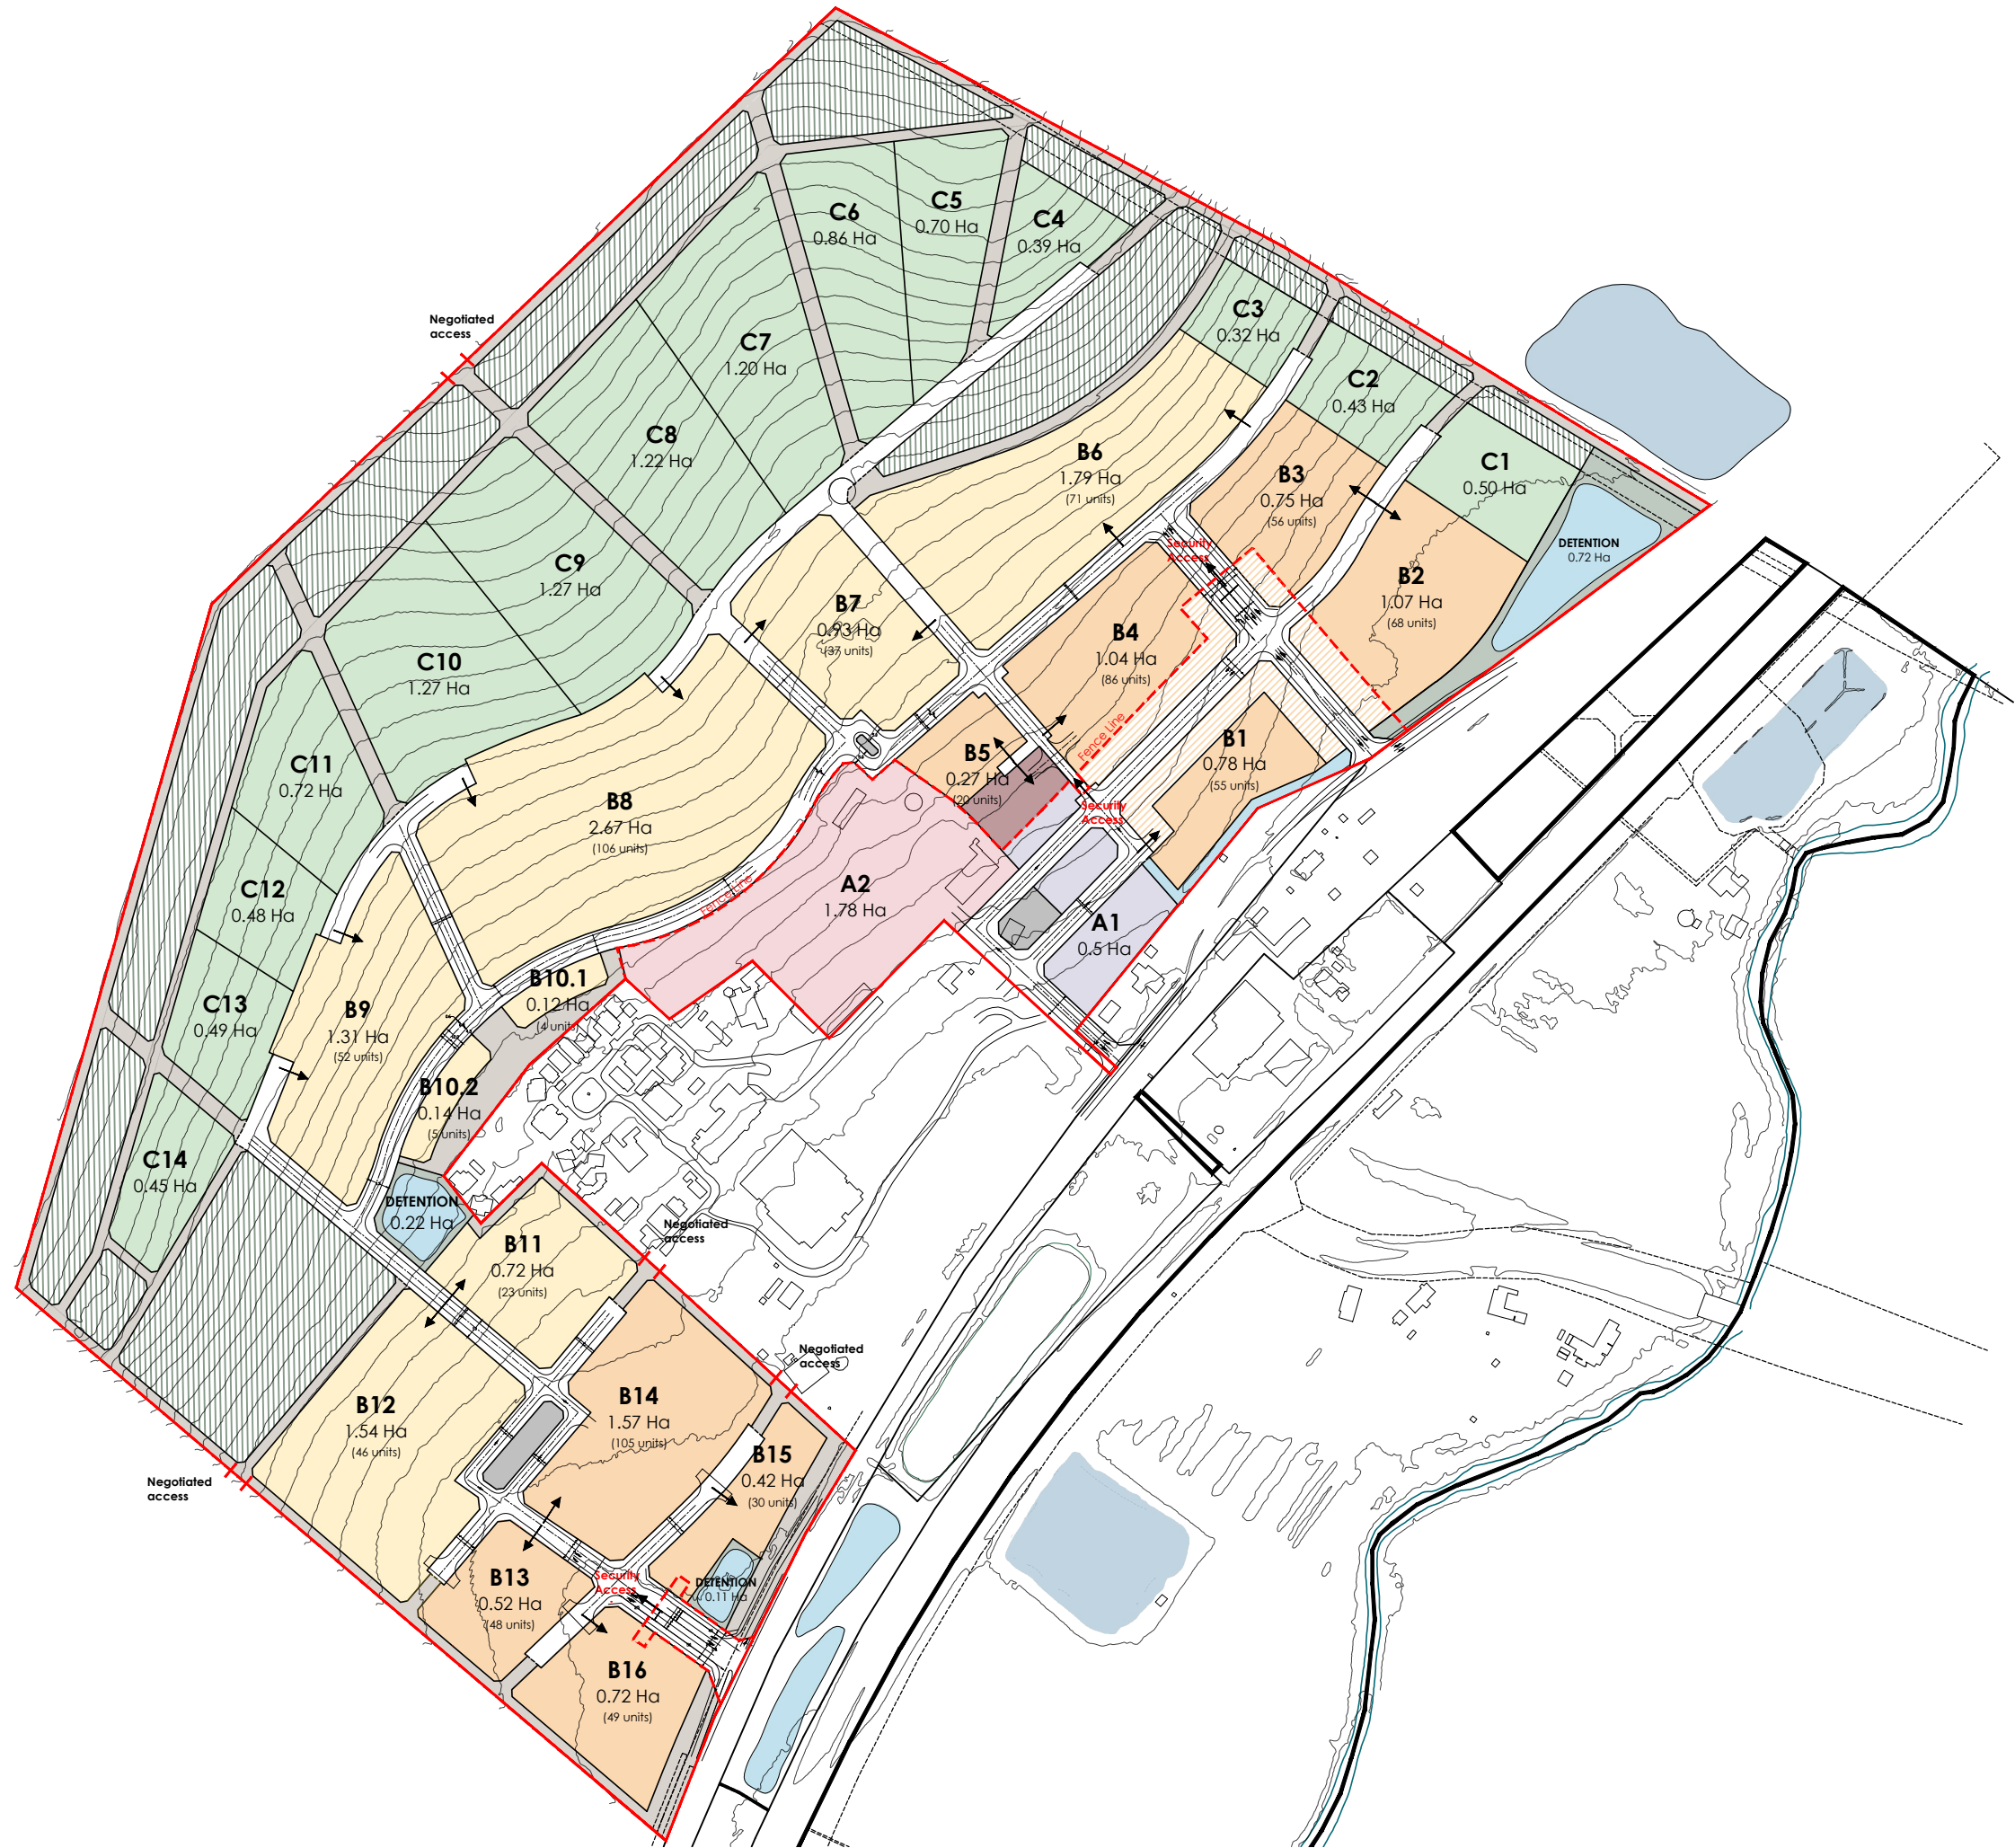 C6
0.86 Ha
C5
0.70 Ha
C4
0.39 Ha
C3
0.32 Ha
Negotiated
access
C7
1.20 Ha
C2
0.43 Ha
C8
1.22 Ha
B6
1.79 Ha
(71 units)
B3
0.75 Ha
(56 units)
C1
0.50 Ha
DETENTION
0.72 Ha
Security
Access
C9
1.27 Ha
B7
0.93 Ha
(37 units)
B4
1.04 Ha
(86 units)
B2
1.07 Ha
(68 units)
C10
1.27 Ha
Fence Line
B5
0.27 Ha
(20 units)
B1
0.78 Ha
(55 units)
C11
0.72 Ha
B8
2.67 Ha
(106 units)
Security
Access
C12
0.48 Ha
Fence Line
A2
1.78 Ha
A1
0.5 Ha
C13
0.49 Ha
B9
1.31 Ha
(52 units)
B10.1
0.12 Ha
(4 units)
B10.2
0.14 Ha
(5 units)
C14
0.45 Ha
DETENTION
0.22 Ha
Negotiated
access
B11
0.72 Ha
(23 units)
Negotiated
access
B12
1.54 Ha
(46 units)
B14
1.57 Ha
(105 units)
B15
0.42 Ha
(30 units)
Negotiated
access
B13
0.52 Ha
(48 units)
Security
Access
DETENTION
0.11 Ha
B16
0.72 Ha
(49 units)